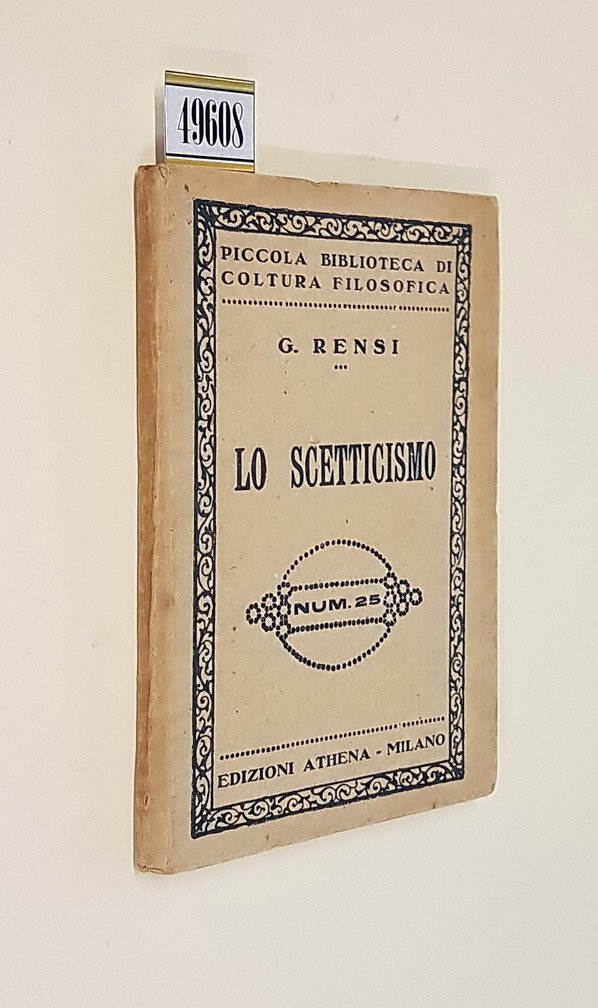 49608
PICCOLA BIBLIOTECA DI
COLTURA FILOSOFICA
G. RENSI
LO SCETTICISMO
NUM. 25
EDIZIONI ATHENA - MILANO